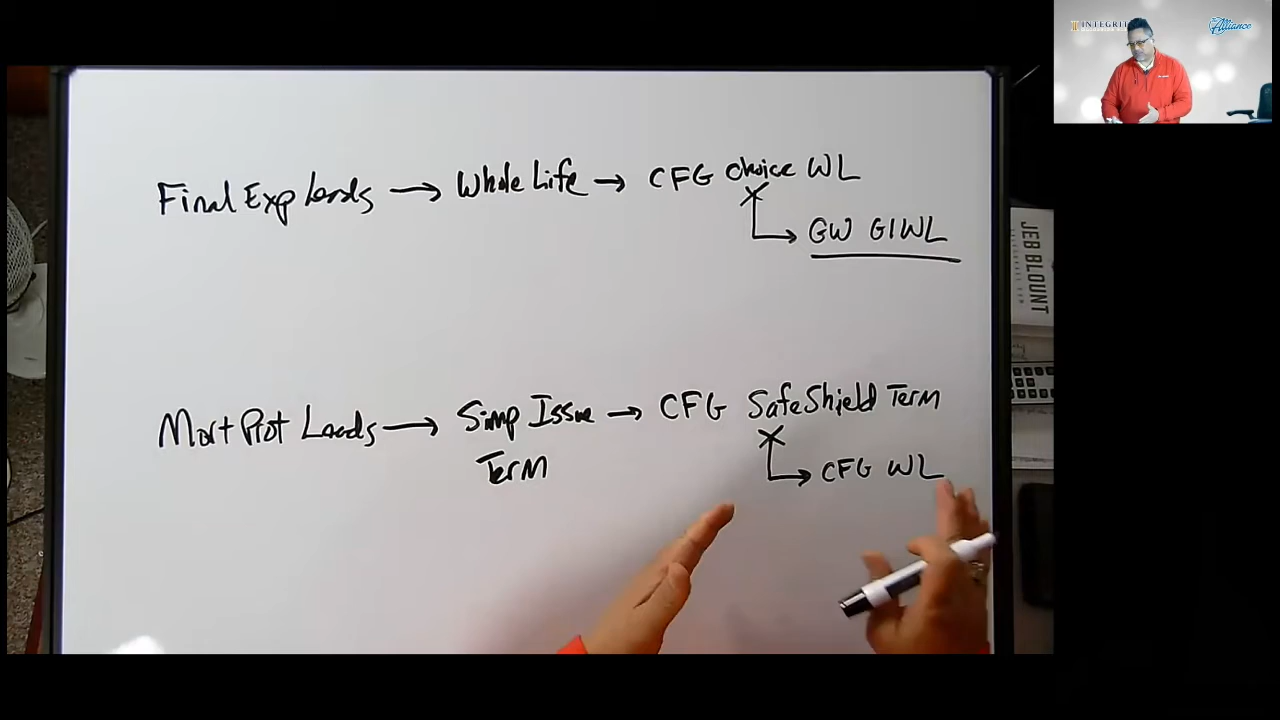 INTEGRIT
Alliance
Final Exp Leads → Whole Life → CFG Choice WL
GW GIWL
JEB BLOUNT
Mort Prot Leads → Simp Issue → CFG SafeShield Term
Term
CFG WL